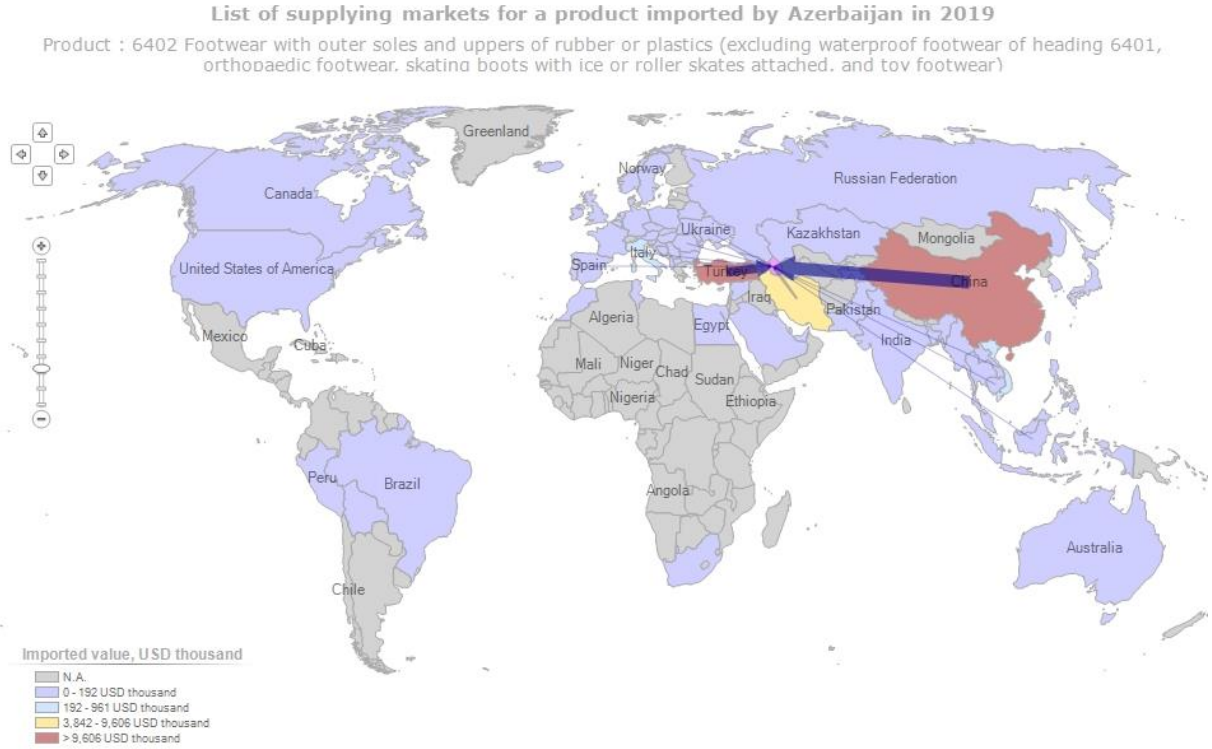 List of supplying markets for a product imported by Azerbaijan in 2019
Product : 6402 Footwear with outer soles and uppers of rubber or plastics (excluding waterproof footwear of heading 6401,
orthopaedic footwear, skating boots with ice or roller skates attached, and toy footwear)
Greenland
Norway
Russian Federation
Canada
Ukraine
Kazakhstan
Mongolia
Italy
United States of America
Spain
Turkey
China
Iraq
Pakistan
Algeria
Egypt
Mexico
Cuba
India
Mali
Niger
Chad
Sudan
Nigeria
Ethiopia
Peru
Brazil
Angola
Australia
Chile
Imported value, USD thousand
N.A.
0 - 192 USD thousand
192 - 961 USD thousand
3,842 - 9,606 USD thousand
> 9,606 USD thousand